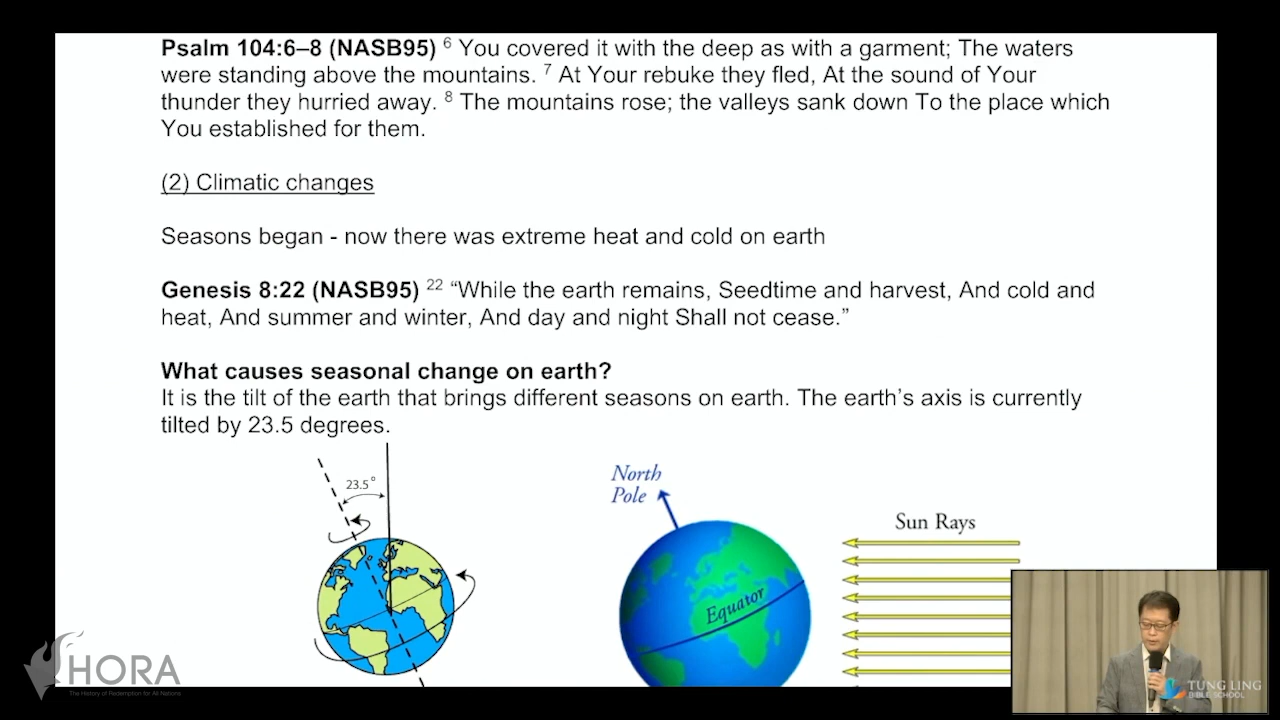 Psalm 104:6–8 (NASB95) 6 You covered it with the deep as with a garment; The waters
were standing above the mountains. 7 At Your rebuke they fled, At the sound of Your
thunder they hurried away. 8 The mountains rose; the valleys sank down To the place which
You established for them.
(2) Climatic changes
Seasons began - now there was extreme heat and cold on earth
Genesis 8:22 (NASB95) 22 “While the earth remains, Seedtime and harvest, And cold and
heat, And summer and winter, And day and night Shall not cease.”
What causes seasonal change on earth?
It is the tilt of the earth that brings different seasons on earth. The earth’s axis is currently
tilted by 23.5 degrees.
23.5°
North
Pole
Equator
Sun Rays
HORA
The History of Redemption for All Nations
TUNG LING
BIBLE SCHOOL